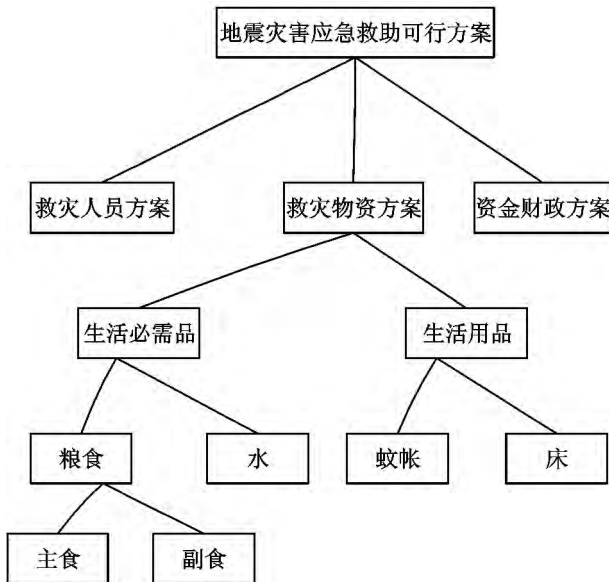 地震灾害应急救助可行方案
救灾人员方案
救灾物资方案
资金财政方案
生活必需品
生活用品
粮食
水
蚊帐
床
主食
副食